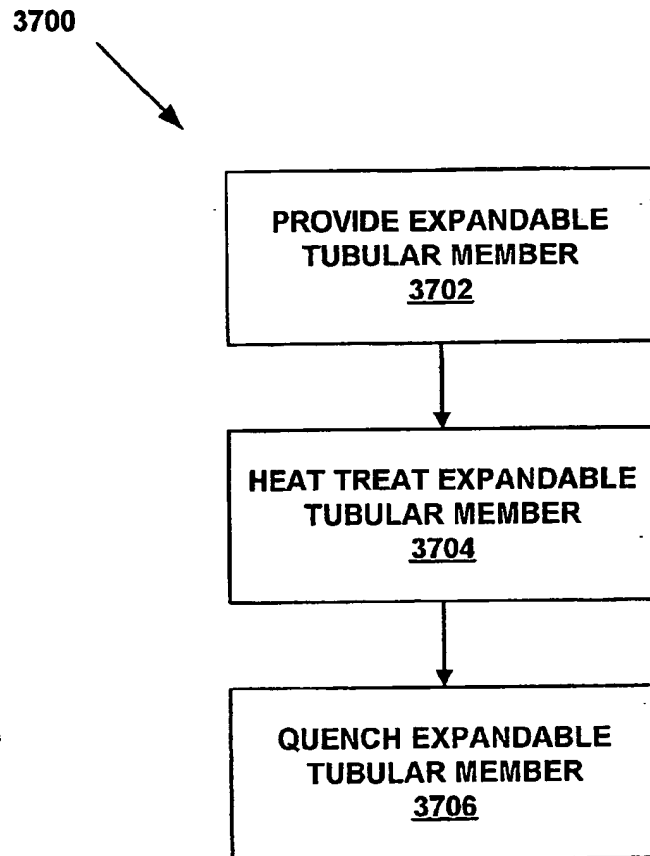 3700
PROVIDE EXPANDABLE
TUBULAR MEMBER
3702
HEAT TREAT EXPANDABLE
TUBULAR MEMBER
3704
QUENCH EXPANDABLE
TUBULAR MEMBER
3706